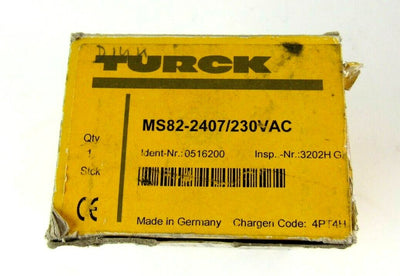 TURCK
MS82-2407/230VAC
Qty
1
Stck
Ident-Nr.:0516200
Insp.-Nr.:3202H G
CE
Made in Germany
Chargen Code: 4PT4H